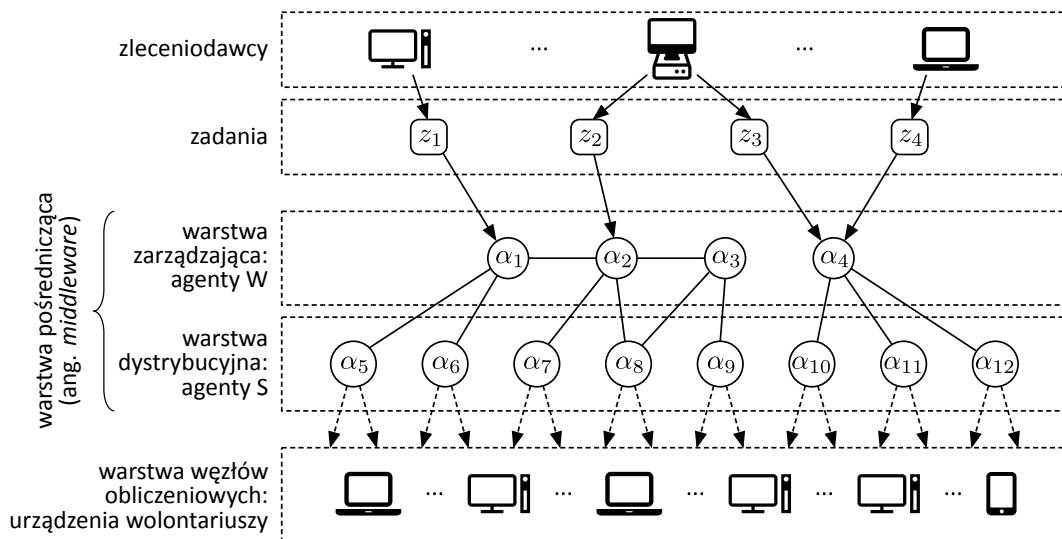 zleceniodawcy
... ...
zadania
z₁ z₂ z₃ z₄
warstwa pośrednicząca
(ang. middleware)
warstwa
zarządzająca:
agenty W
α₁ α₂ α₃ α₄
warstwa
dystrybucyjna:
agenty S
α₅ α₆ α₇ α₈ α₉ α₁₀ α₁₁ α₁₂
warstwa węzłów
obliczeniowych:
urządzenia wolontariuszy
... ... ... ... ...